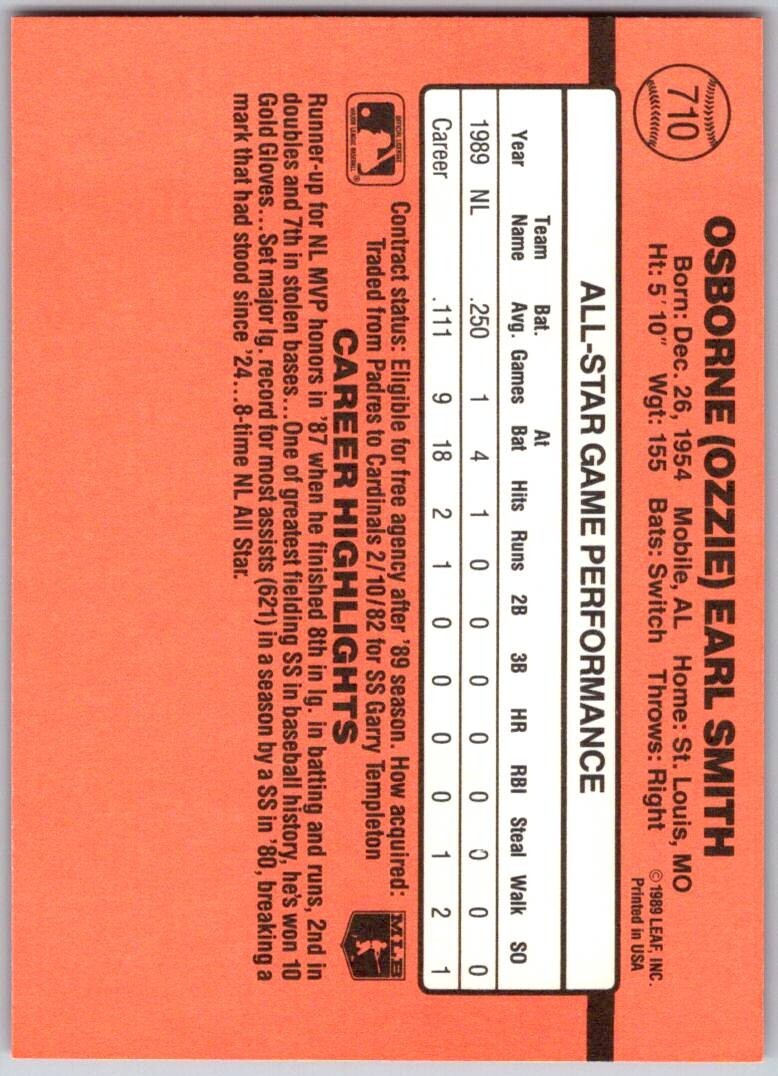 710
OSBORNE (OZZIE) EARL SMITH
Born: Dec. 26, 1954 Mobile, AL Home: St. Louis, MO
Ht: 5'10" Wgt: 155 Bats: Switch Throws: Right
©1989 LEAF, INC.
Printed in USA
ALL-STAR GAME PERFORMANCE
Year Team Name Bat. Avg. Games At Bat Hits Runs 2B 3B HR RBI Steal Walk SO
1989 NL .250 1 4 1 0 0 0 0 0 0 0 0
Career .111 9 18 2 1 0 0 0 0 1 2 1
OFFICIAL LICENSEE
MAJOR LEAGUE BASEBALL ®
Contract status: Eligible for free agency after '89 season. How acquired:
Traded from Padres to Cardinals 2/10/82 for SS Garry Templeton
MLB
CAREER HIGHLIGHTS
Runner-up for NL MVP honors in '87 when he finished 8th in lg. in batting and runs, 2nd in
doubles and 7th in stolen bases...One of greatest fielding SS in baseball history, he's won 10
Gold Gloves...Set major lg. record for most assists (621) in a season by a SS in '80, breaking a
mark that had stood since '24...8-time NL All Star.